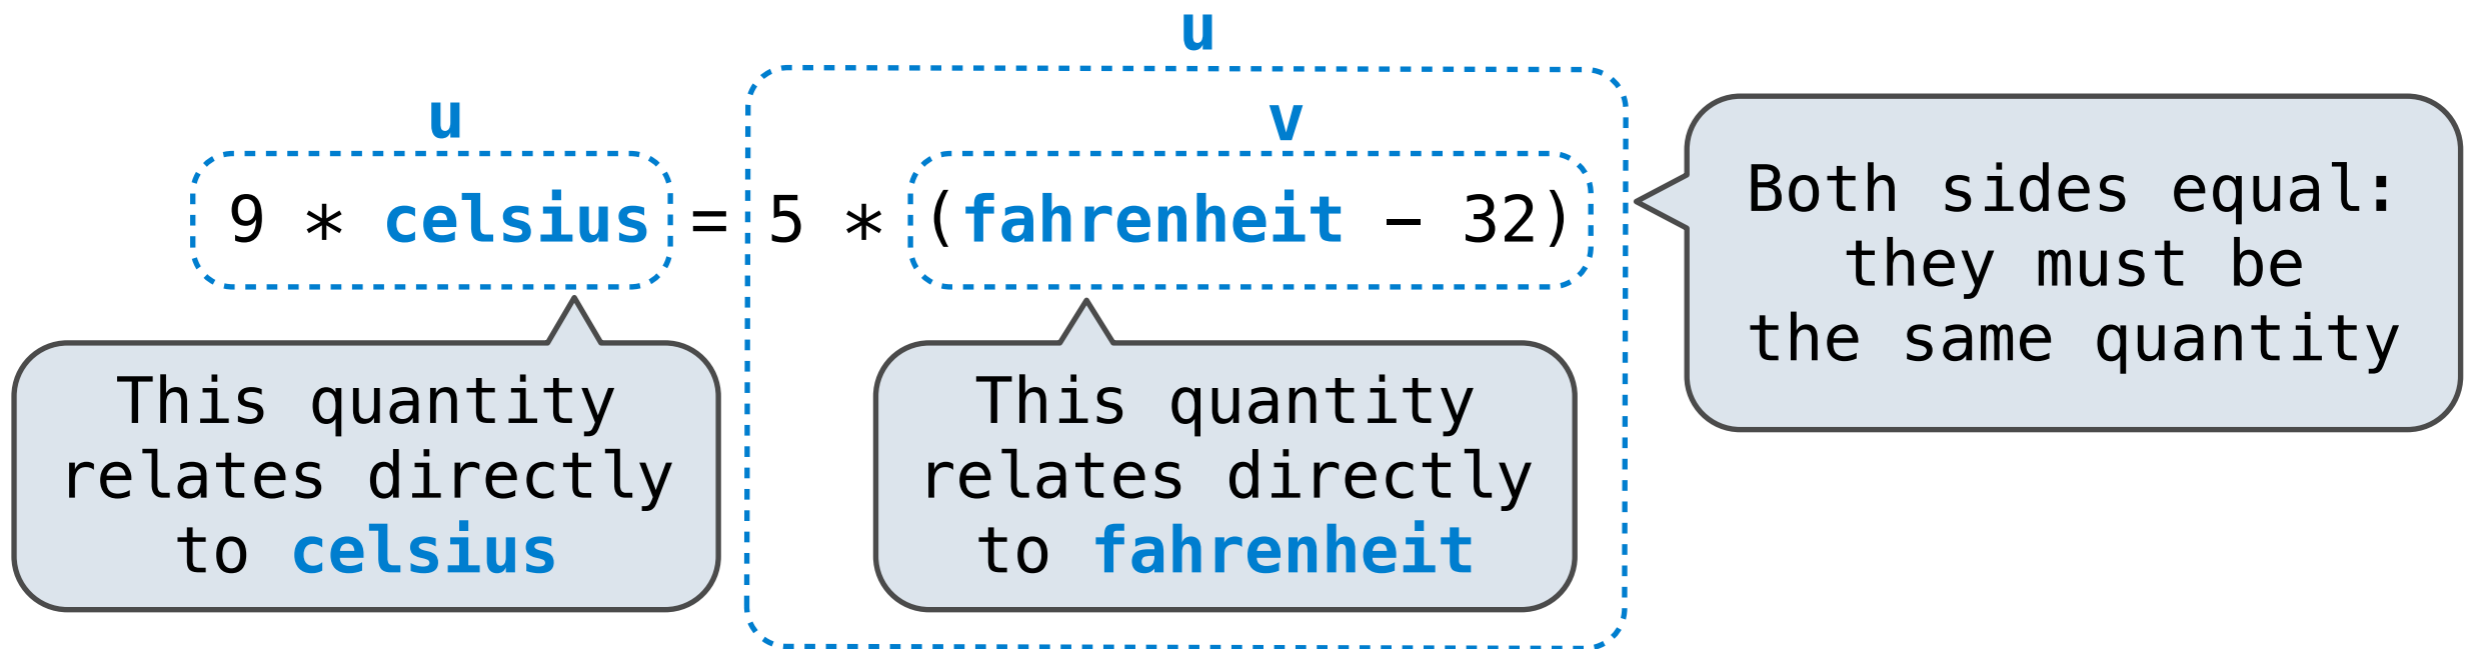 u
u
v
9 * celsius = 5 * (fahrenheit − 32)
Both sides equal:
they must be
the same quantity
This quantity
relates directly
to celsius
This quantity
relates directly
to fahrenheit